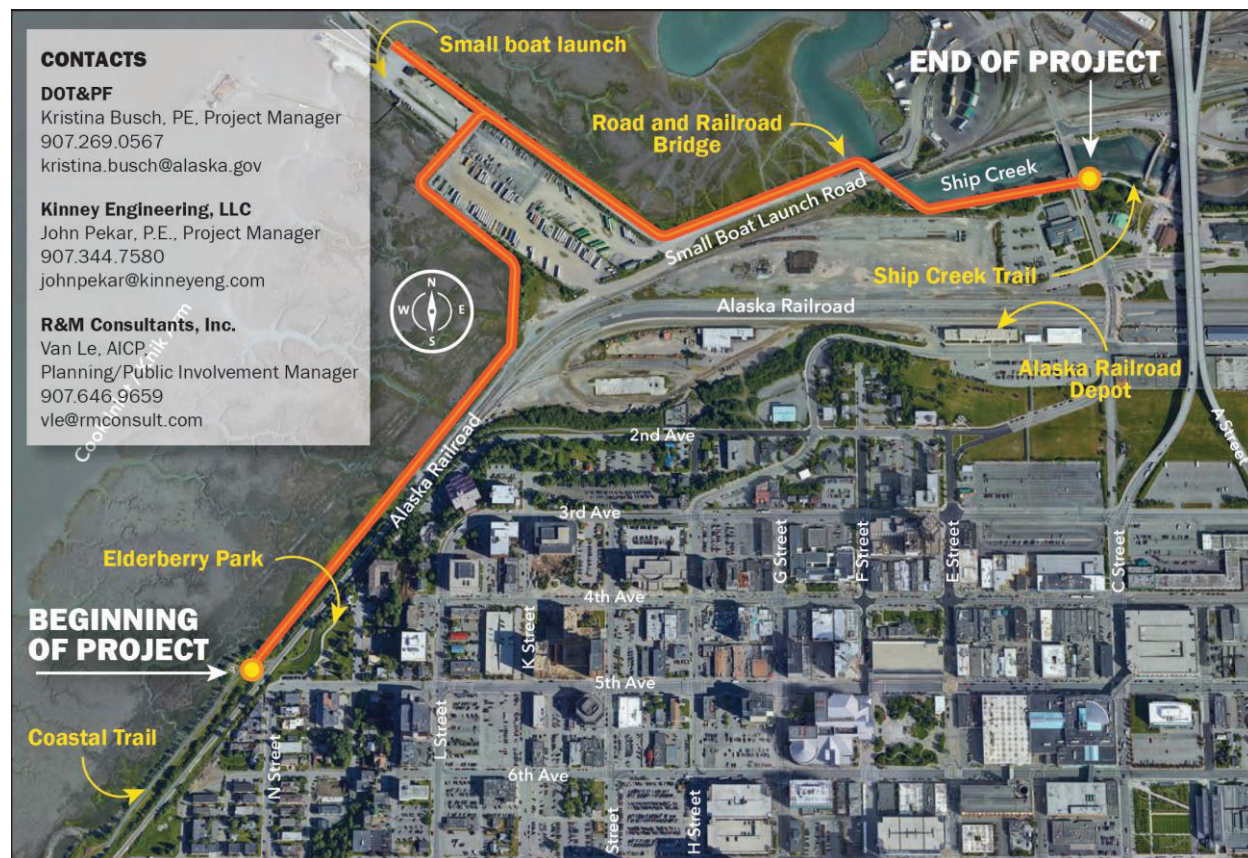 CONTACTS
DOT&PF
Kristina Busch, PE, Project Manager
907.269.0567
kristina.busch@alaska.gov
Kinney Engineering, LLC
John Pekar, P.E., Project Manager
907.344.7580
johnpekar@kinneyeng.com
R&M Consultants, Inc.
Van Le, AICP
Planning/Public Involvement Manager
907.646.9659
vle@rmconsult.com
Small boat launch
END OF PROJECT
Road and Railroad
Bridge
Ship Creek
Small Boat Launch Road
Ship Creek Trail
N
W
E
S
Alaska Railroad
Alaska Railroad
Depot
A Street
2nd Ave
Alaska Railroad
3rd Ave
G Street
F Street
E Street
C Street
Elderberry Park
4th Ave
BEGINNING
OF PROJECT
K Street
5th Ave
Coastal Trail
N Street
L Street
6th Ave
Street
H Street